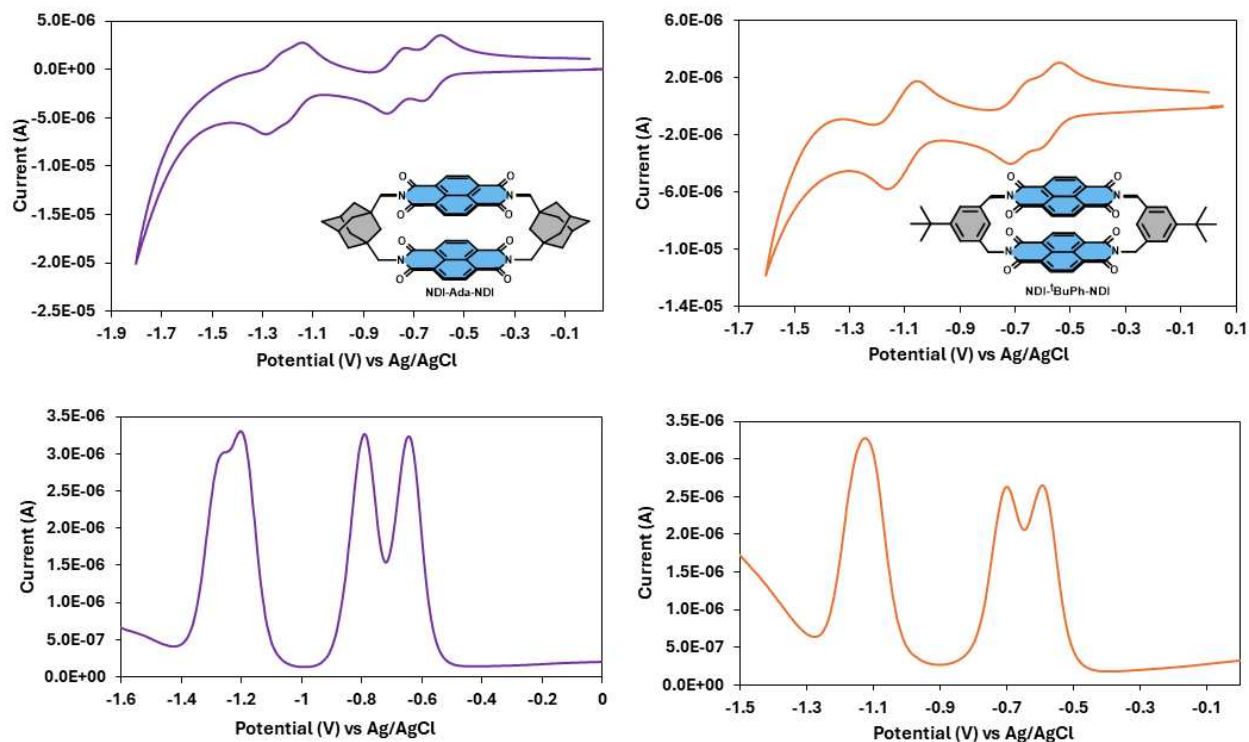 5.0E-06
0.0E+00
-5.0E-06
-1.0E-05
-1.5E-05
-2.0E-05
-2.5E-05
Current (A)
-1.9 -1.7 -1.5 -1.3 -1.1 -0.9 -0.7 -0.5 -0.3 -0.1
Potential (V) vs Ag/AgCl
O O
N N
O O
O O
N N
O O
NDI-Ada-NDI
2.0E-06
-2.0E-06
-6.0E-06
-1.0E-05
-1.4E-05
Current (A)
-1.7 -1.5 -1.3 -1.1 -0.9 -0.7 -0.5 -0.3 -0.1 0.1
Potential (V) vs Ag/AgCl
O O
N N
O O
O O
N N
O O
NDI-ᵗBuPh-NDI
3.5E-06
3.0E-06
2.5E-06
2.0E-06
1.5E-06
1.0E-06
5.0E-07
0.0E+00
Current (A)
-1.6 -1.4 -1.2 -1 -0.8 -0.6 -0.4 -0.2 0
Potential (V) vs Ag/AgCl
3.5E-06
3.0E-06
2.5E-06
2.0E-06
1.5E-06
1.0E-06
5.0E-07
0.0E+00
Current (A)
-1.5 -1.3 -1.1 -0.9 -0.7 -0.5 -0.3 -0.1
Potential (V) vs Ag/AgCl